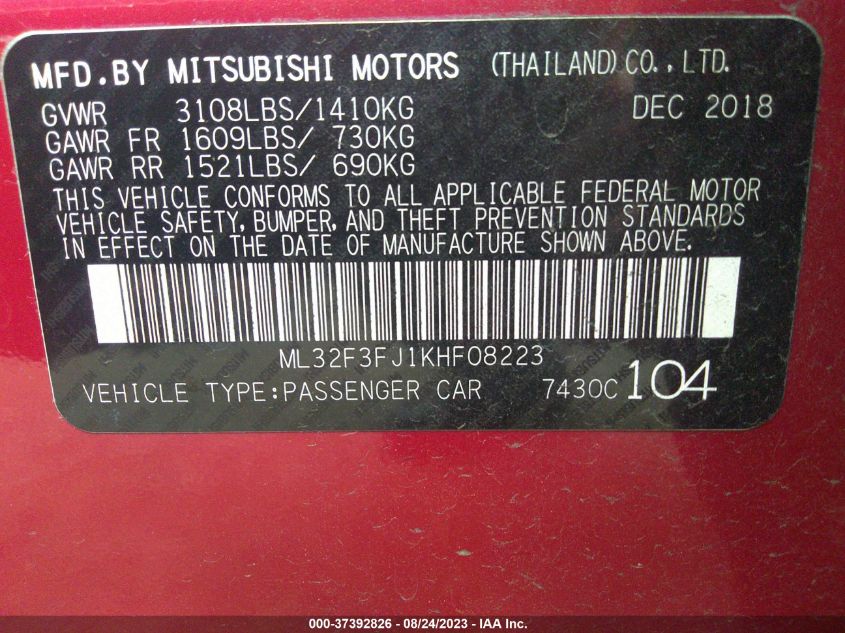 MFD.BY MITSUBISHI MOTORS (THAILAND) CO., LTD.
GVWR 3108LBS/1410KG DEC 2018
GAWR FR 1609LBS/ 730KG
GAWR RR 1521LBS/ 690KG
THIS VEHICLE CONFORMS TO ALL APPLICABLE FEDERAL MOTOR
VEHICLE SAFETY, BUMPER, AND THEFT PREVENTION STANDARDS
IN EFFECT ON THE DATE OF MANUFACTURE SHOWN ABOVE.
ML32F3FJ1KHF08223
VEHICLE TYPE:PASSENGER CAR 7430C 104
000-37392826 - 08/24/2023 - IAA Inc.